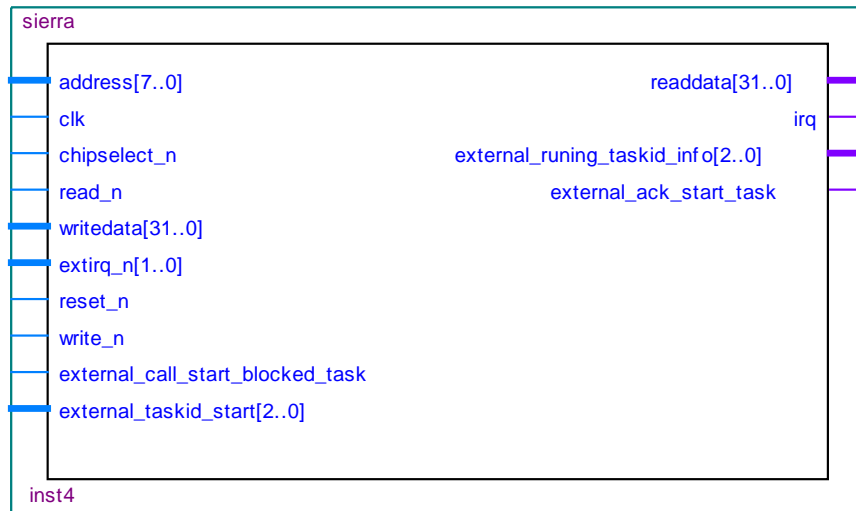 sierra
address[7..0]
readdata[31..0]
clk
irq
chipselect_n
external_runing_taskid_info[2..0]
read_n
external_ack_start_task
writedata[31..0]
extirq_n[1..0]
reset_n
write_n
external_call_start_blocked_task
external_taskid_start[2..0]
inst4